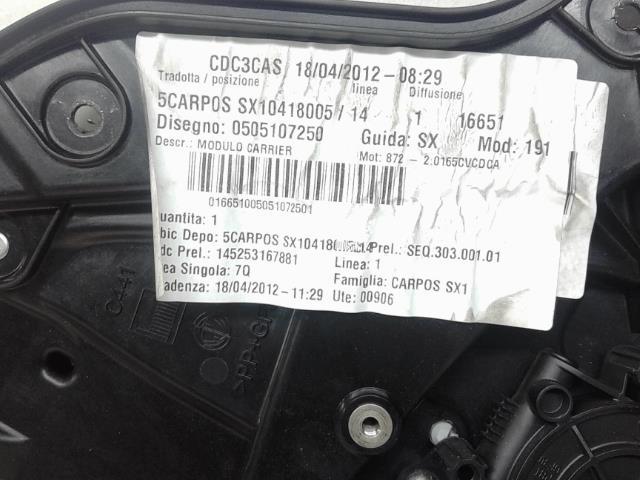 CDC3CAS 18/04/2012-08:29
Tradotta / posizione linea Diffusione
5CARPOS SX10418005 / 14 1 16651
Disegno: 0505107250 Guida: SX Mod: 191
Descr.: MODULO CARRIER Mot: 872 - 2.0165CVCDCA
016651005051072501
uantita: 1
bic Depo: 5CARPOS Prel.: SEQ.303.001.01
dc Prel.: 145253167881 Linea: 1
ea Singola: 7Q Famiglia: CARPOS SX1
adenza: 18/04/2012-11:29 Ute: 00906
C441